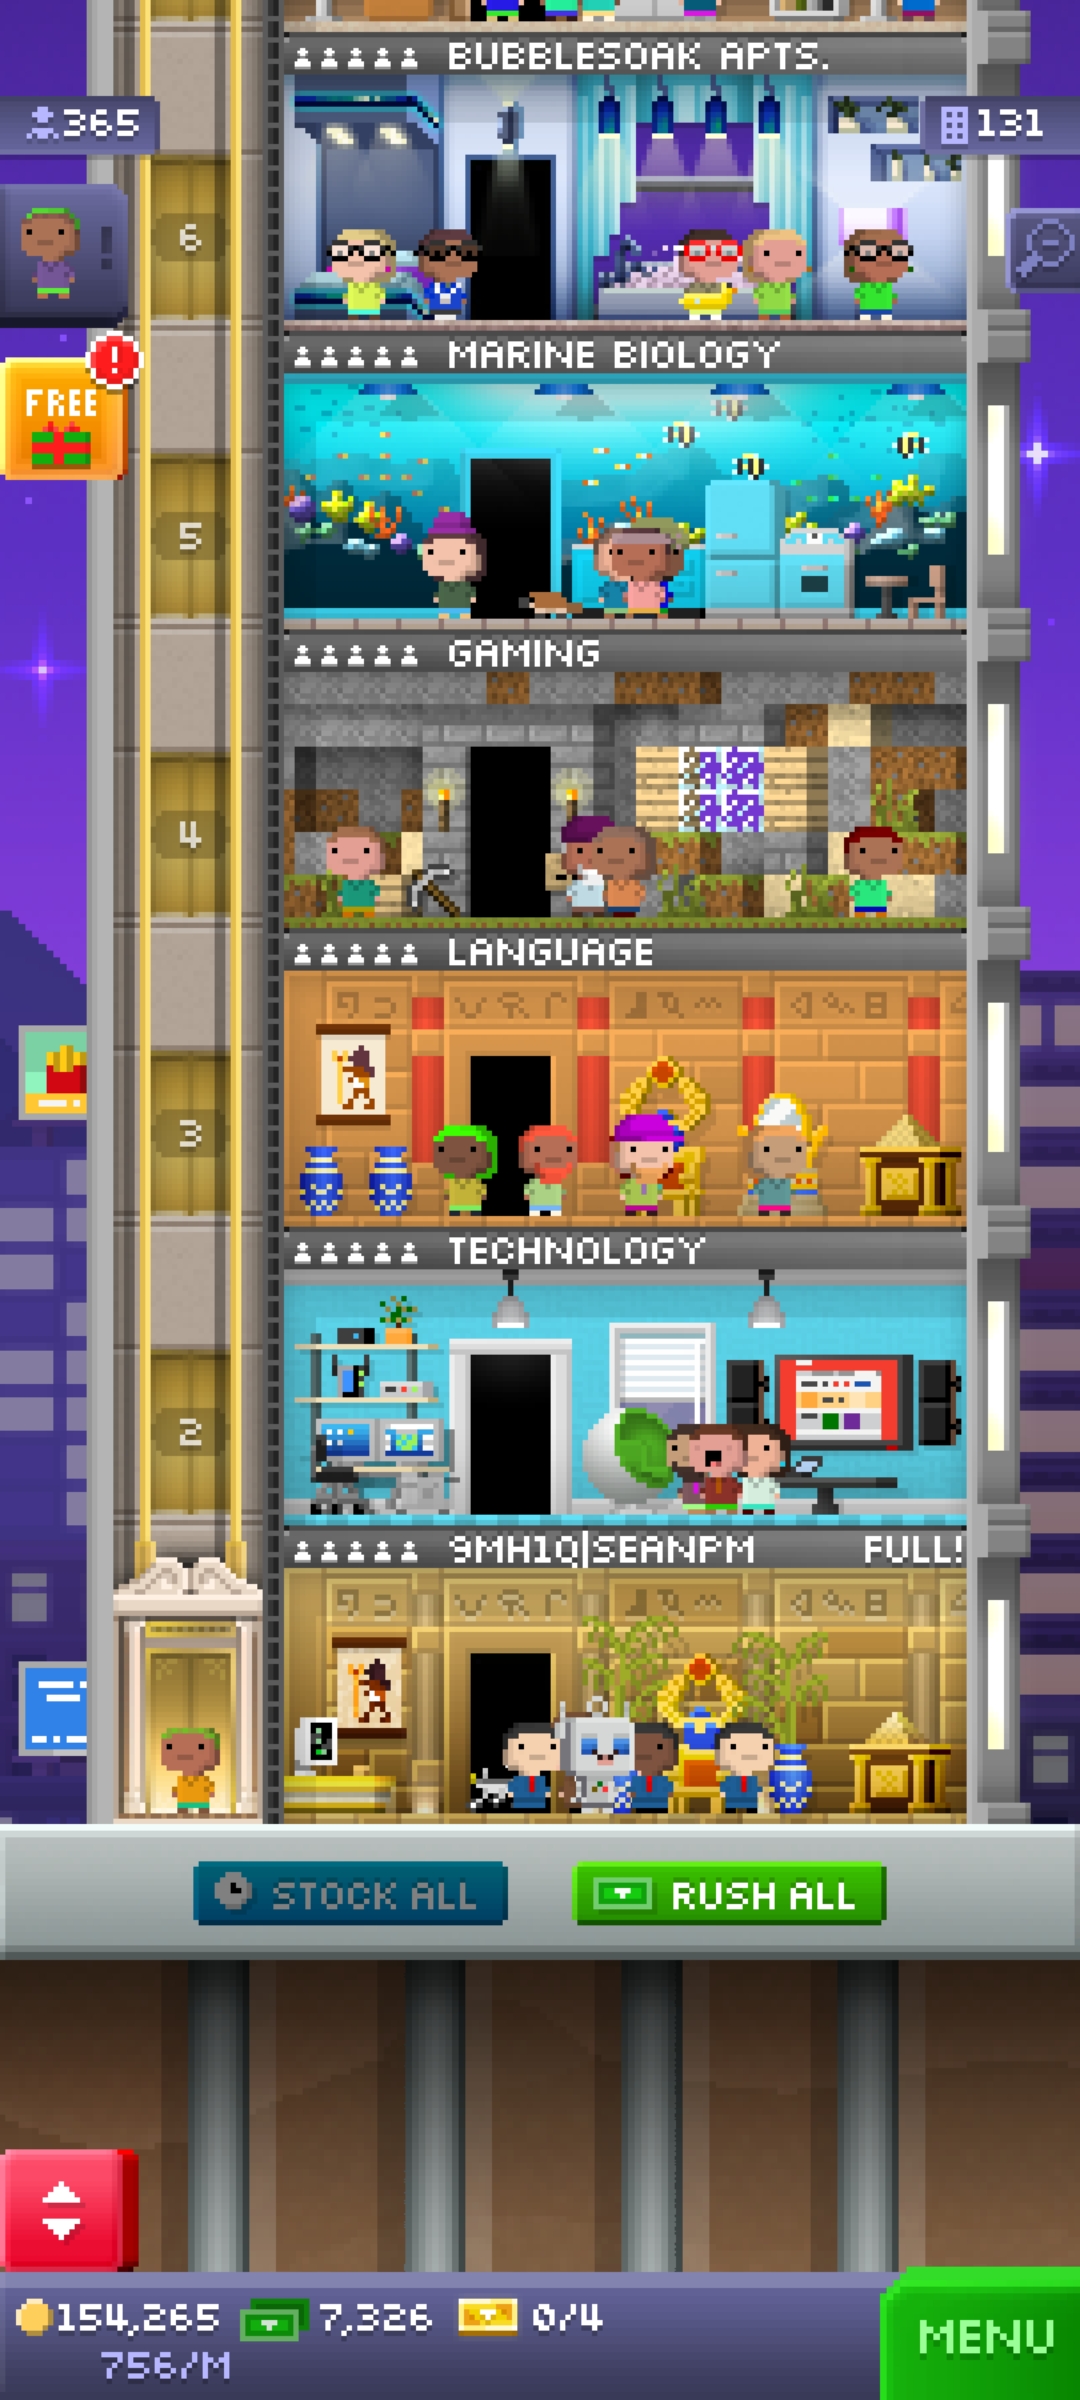 BUBBLESOAK APTS.
365
131
6
FREE
!
MARINE BIOLOGY
5
GAMING
4
LANGUAGE
3
TECHNOLOGY
2
9MH1Q|SEANPM FULL!
STOCK ALL
RUSH ALL
154,265
7,326
0/4
756/M
MENU